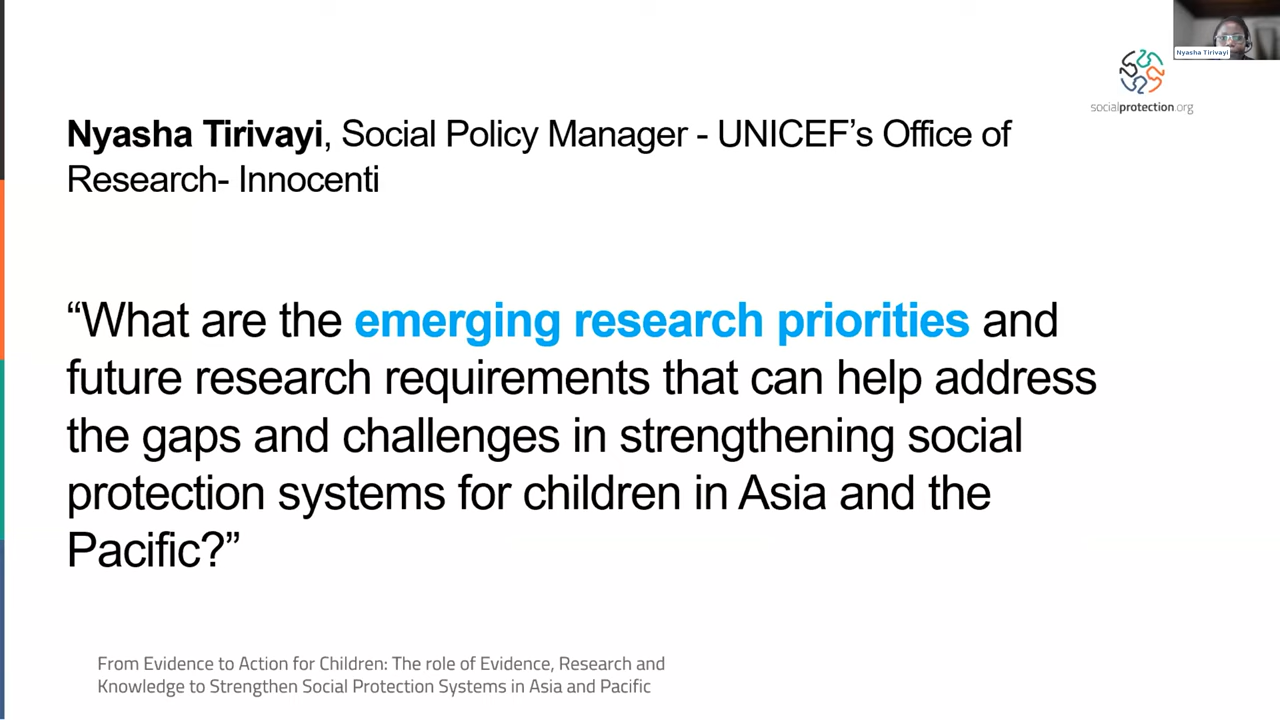 Nyasha Tirivayi
socialprotection.org
Nyasha Tirivayi, Social Policy Manager - UNICEF’s Office of
Research- Innocenti
“What are the emerging research priorities and
future research requirements that can help address
the gaps and challenges in strengthening social
protection systems for children in Asia and the
Pacific?”
From Evidence to Action for Children: The role of Evidence, Research and
Knowledge to Strengthen Social Protection Systems in Asia and Pacific